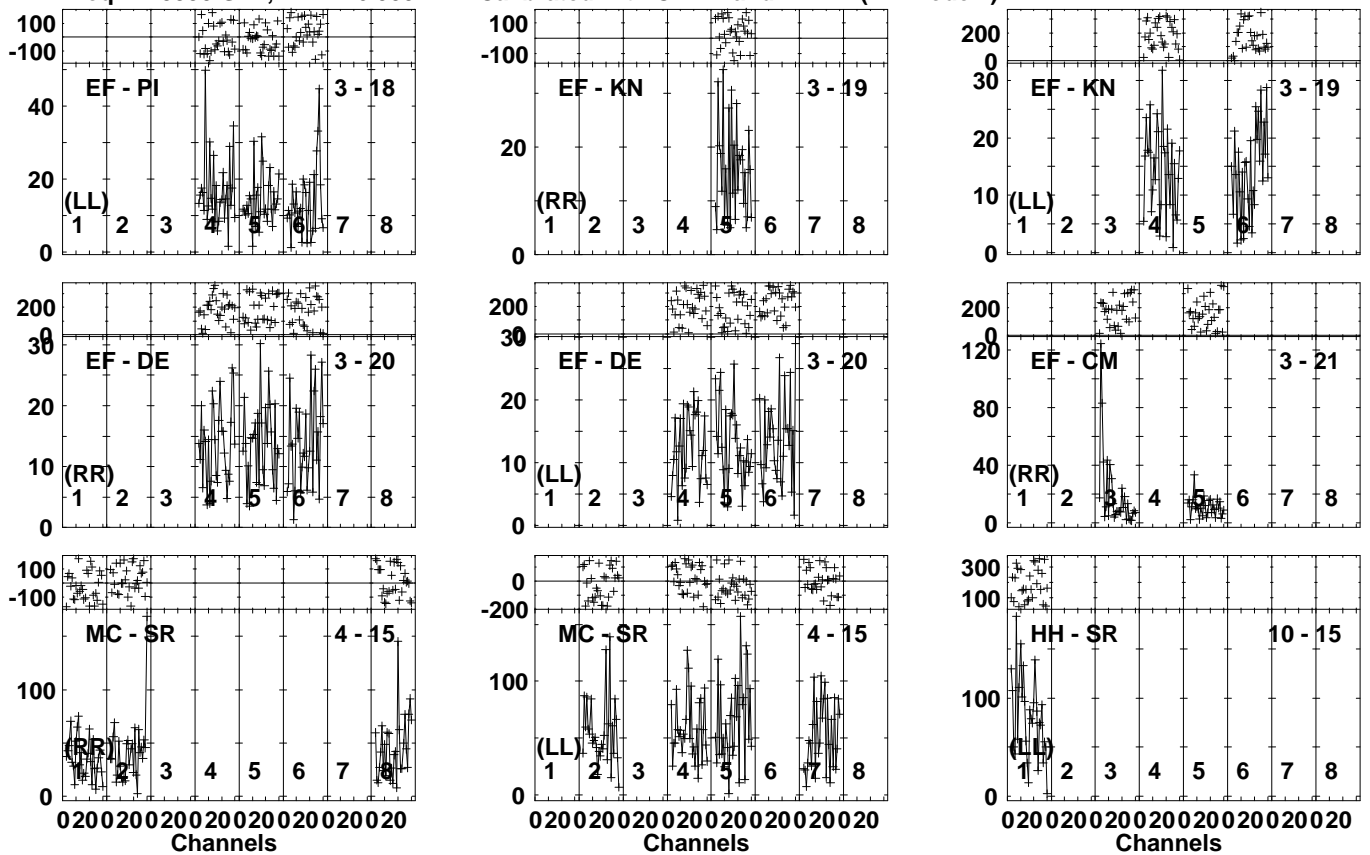 100 100 200
-100 -100 0
EF - PI 3 - 18 EF - KN 3 - 19 EF - KN 3 - 19
40 20 30
20 0 20
0 10
0
(LL) (RR) (LL)
1 2 3 4 5 6 7 8 1 2 3 4 5 6 7 8 1 2 3 4 5 6 7 8
200 200 200
0 0 0
EF - DE 3 - 20 EF - DE 3 - 20 EF - CM 3 - 21
30 30 120
20 20 80
10 10 40
0 0 0
(RR) (LL) (RR)
1 2 3 4 5 6 7 8 1 2 3 4 5 6 7 8 1 2 3 4 5 6 7 8
100 0 300
-100 -200 100
MC - SR 4 - 15 MC - SR 4 - 15 HH - SR 10 - 15
100 100 100
0 0 0
(RR) (LL) (LL)
1 2 3 4 5 6 7 8 1 2 3 4 5 6 7 8 1 2 3 4 5 6 7 8
0 20 0 20 0 20 0 20 0 20 0 20 0 20 0 20 0 20 0 20 0 20 0 20 0 20 0 20 0 20 0 20 0 20 0 20 0 20 0 20 0 20 0 20 0 20 0 20
Channels Channels Channels